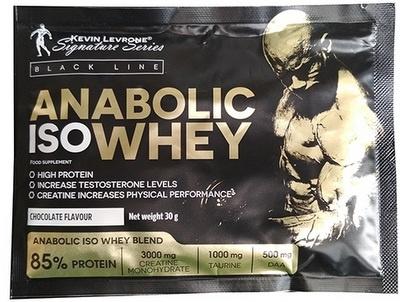 KEVIN LEVRONE®
Signature Series
BLACK LINE
ANABOLIC
ISO WHEY
FOOD SUPPLEMENT
HIGH PROTEIN
INCREASE TESTOSTERONE LEVELS
CREATINE INCREASES PHYSICAL PERFORMANCE
CHOCOLATE FLAVOUR Net weight 30 g
ANABOLIC ISO WHEY BLEND
85% PROTEIN
3000 mg
CREATINE
MONOHYDRATE
1000 mg
TAURINE
500 mg
DAA